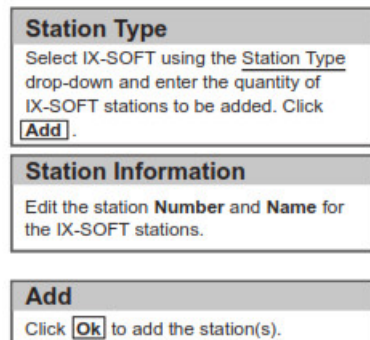 Station Type
Select IX-SOFT using the Station Type
drop-down and enter the quantity of
IX-SOFT stations to be added. Click
Add .
Station Information
Edit the station Number and Name for
the IX-SOFT stations.
Add
Click Ok to add the station(s).